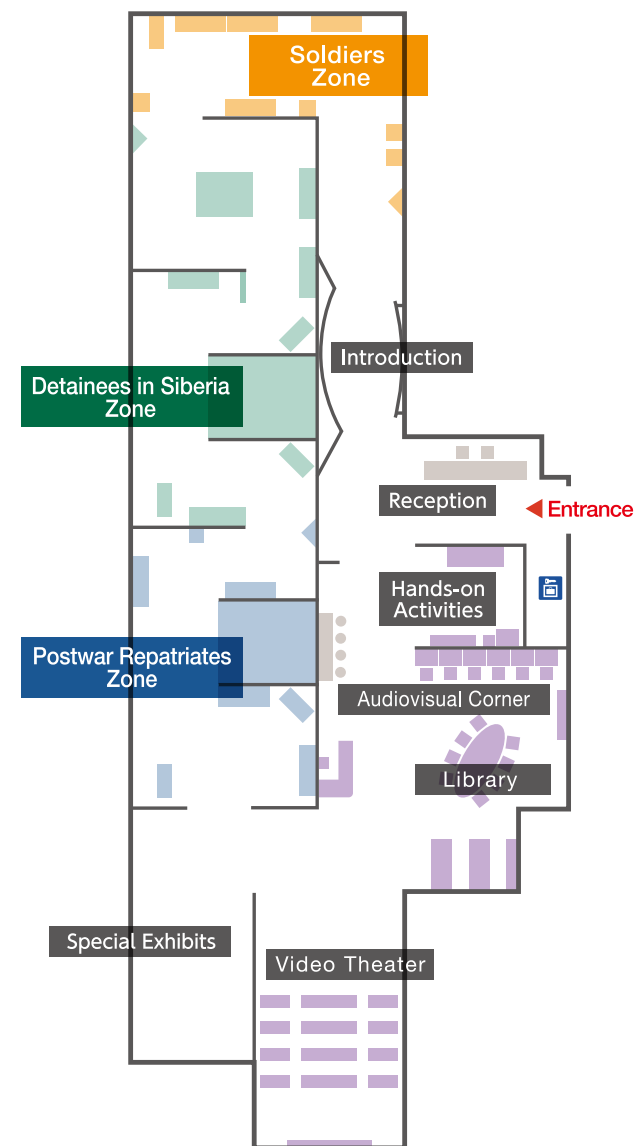 Soldiers
Zone
Introduction
Detainees in Siberia
Zone
Reception
Entrance
Hands-on
Activities
Postwar Repatriates
Zone
Audiovisual Corner
Library
Special Exhibits
Video Theater